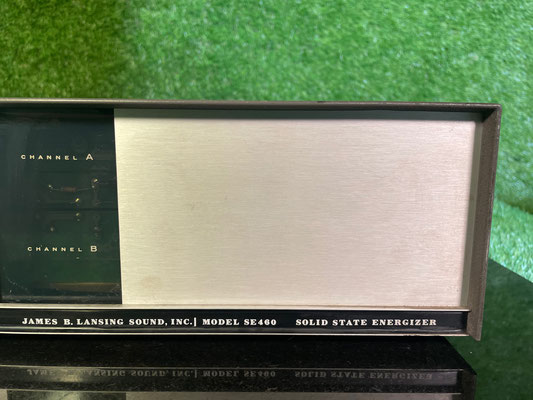 CHANNEL A
CHANNEL B
JAMES B. LANSING SOUND, INC. | MODEL SE460 SOLID STATE ENERGIZER